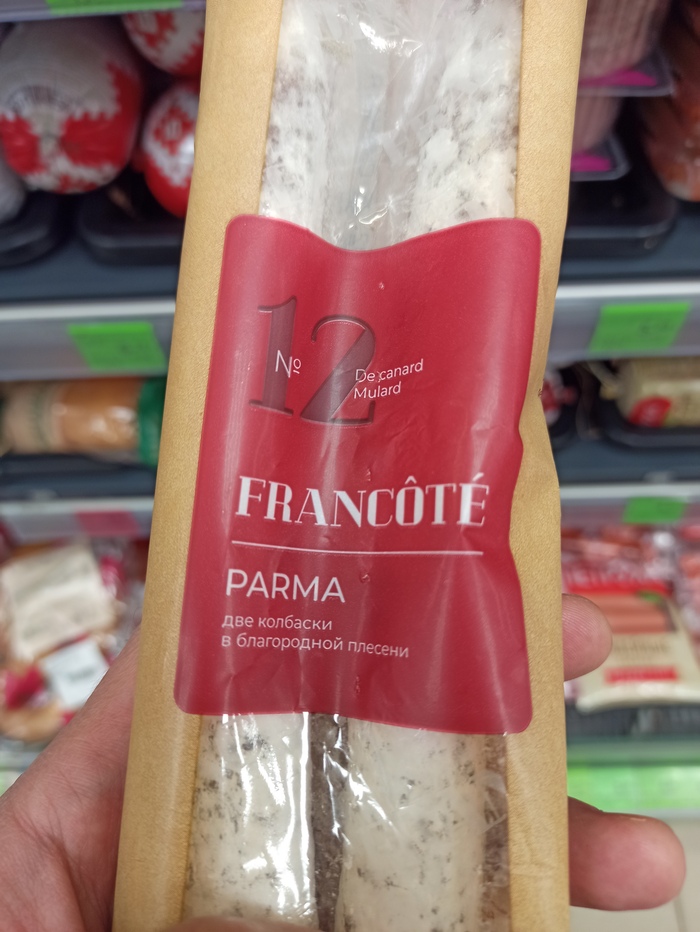 № 12
De canard
Mulard
FRANCÔTÉ
PARMA
две колбаски
в благородной плесени